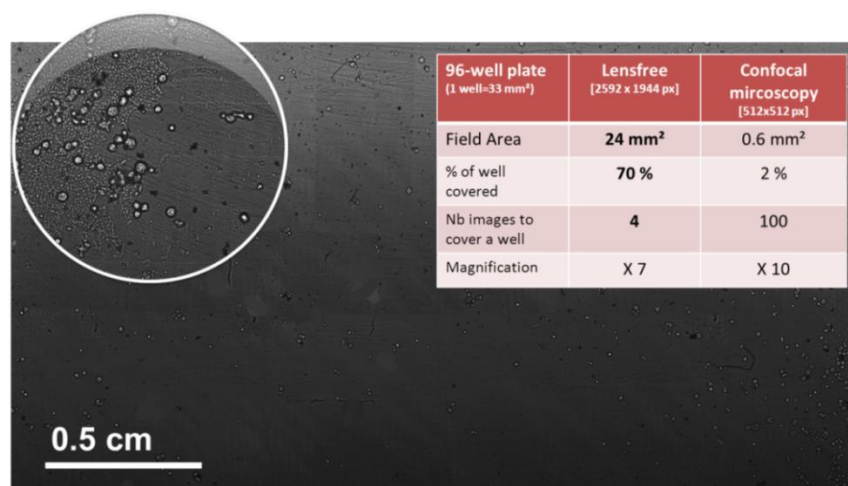 96-well plate
(1 well=33 mm²)
Lensfree
[2592 x 1944 px]
Confocal
mircoscopy
[512x512 px]
Field Area
24 mm²
0.6 mm²
% of well
covered
70 %
2 %
Nb images to
cover a well
4
100
Magnification
X 7
X 10
0.5 cm